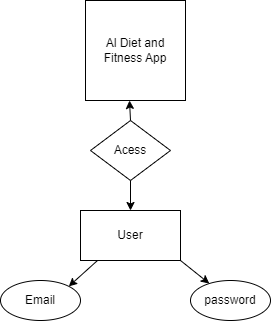 AI Diet and
Fitness App
Acess
User
Email
password